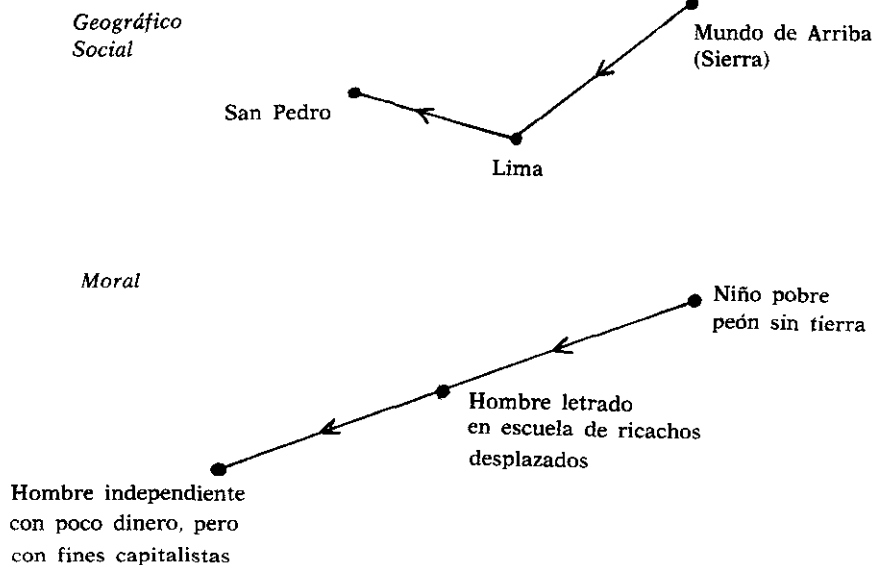 Geográfico
Social
Mundo de Arriba
(Sierra)
San Pedro
Lima
Moral
Niño pobre
peón sin tierra
Hombre letrado
en escuela de ricachos
desplazados
Hombre independiente
con poco dinero, pero
con fines capitalistas